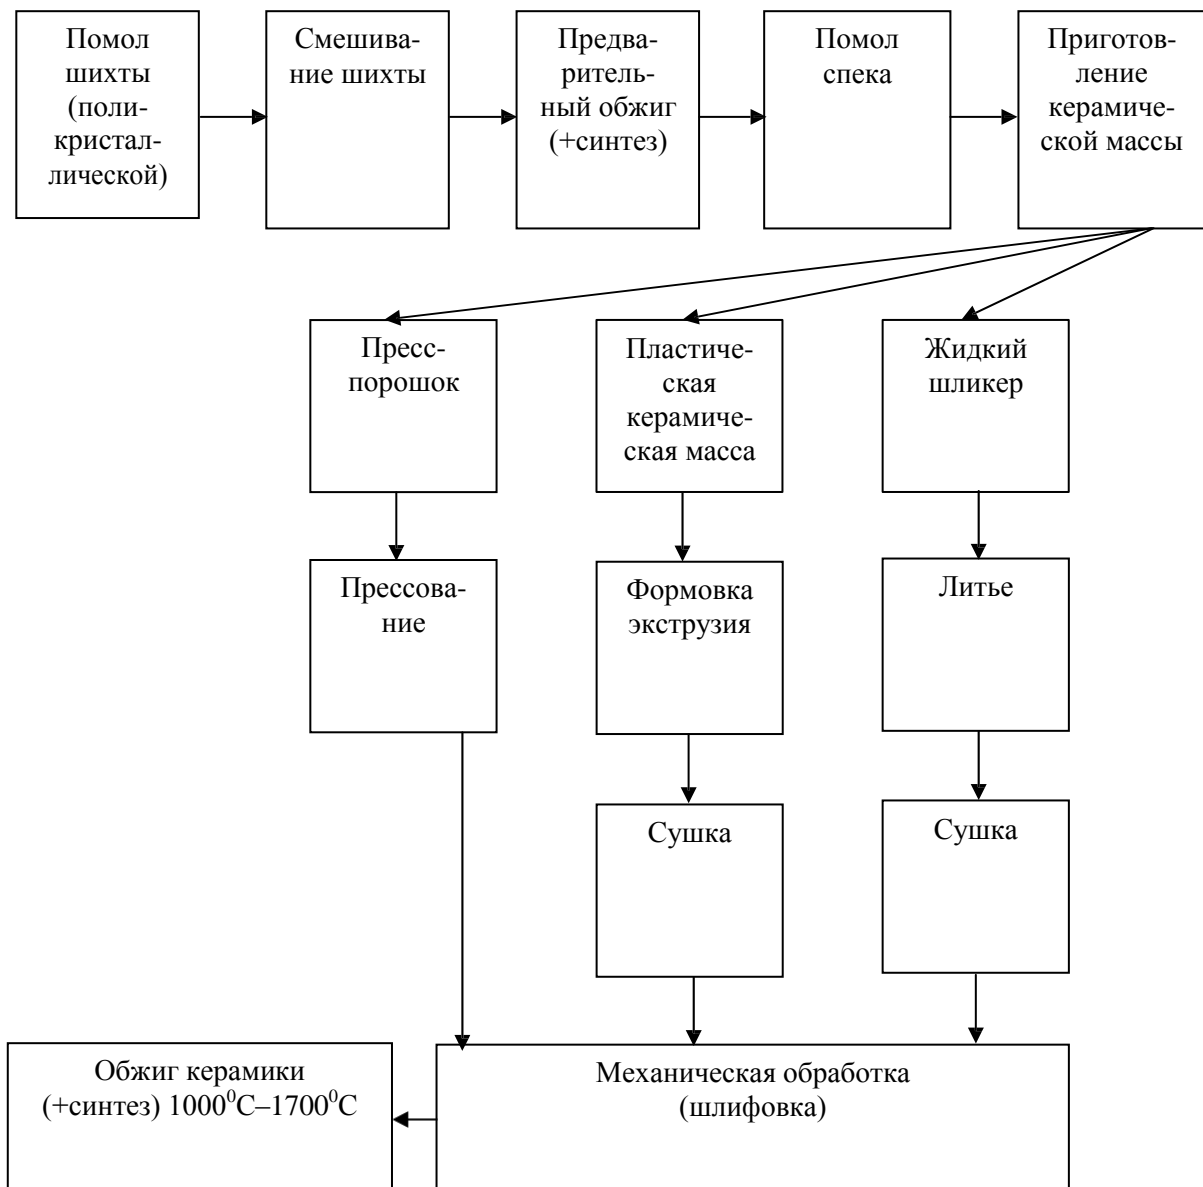 Помол
шихты
(поли-
кристал-
лической)
Смешива-
ние шихты
Предва-
ритель-
ный обжиг
(+синтез)
Помол
спека
Приготов-
ление
керамиче-
ской массы
Пресс-
порошок
Пластиче-
ская
керамиче-
ская масса
Жидкий
шликер
Прессова-
ние
Формовка
экструзия
Литье
Сушка
Сушка
Обжиг керамики
(+синтез) 1000⁰С–1700⁰С
Механическая обработка
(шлифовка)